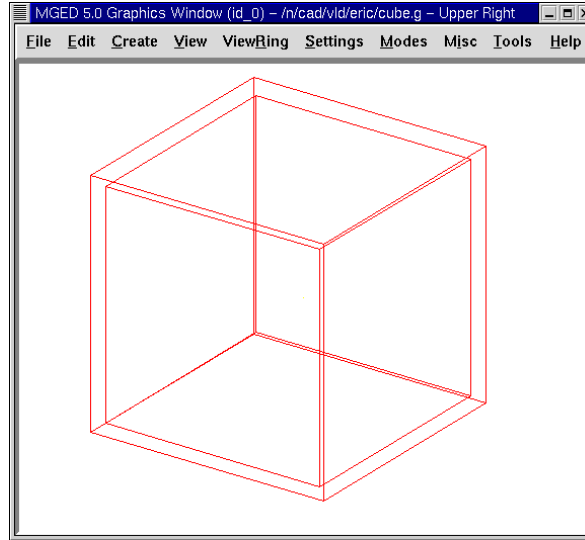 MGED 5.0 Graphics Window (id_0) – /n/cad/vld/eric/cube.g – Upper Right
File Edit Create View ViewRing Settings Modes Misc Tools Help